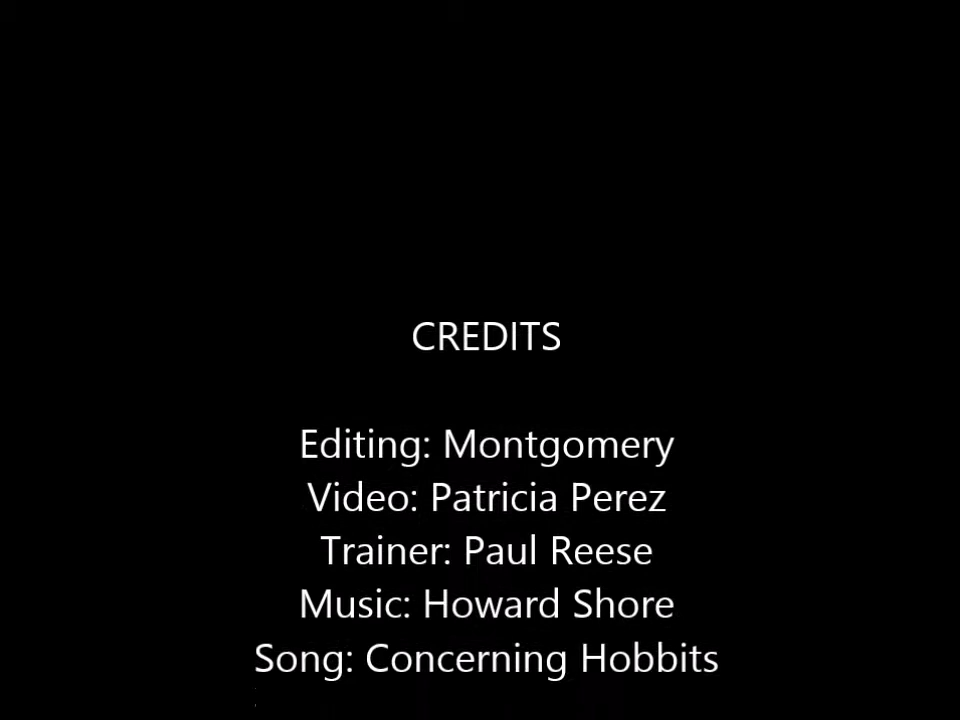 CREDITS
Editing: Montgomery
Video: Patricia Perez
Trainer: Paul Reese
Music: Howard Shore
Song: Concerning Hobbits